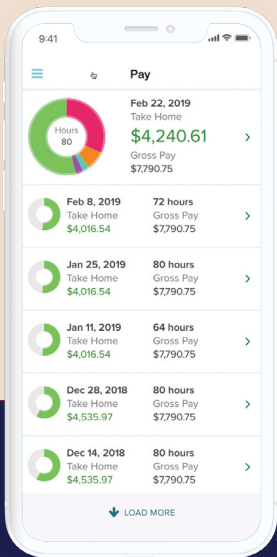 9:41
Pay
Hours
80
Feb 22, 2019
Take Home
$4,240.61
Gross Pay
$7,790.75
Feb 8, 2019
Take Home
$4,016.54
72 hours
Gross Pay
$7,790.75
Jan 25, 2019
Take Home
$4,016.54
80 hours
Gross Pay
$7,790.75
Jan 11, 2019
Take Home
$4,016.54
64 hours
Gross Pay
$7,790.75
Dec 28, 2018
Take Home
$4,535.97
80 hours
Gross Pay
$7,790.75
Dec 14, 2018
Take Home
$4,535.97
80 hours
Gross Pay
$7,790.75
LOAD MORE